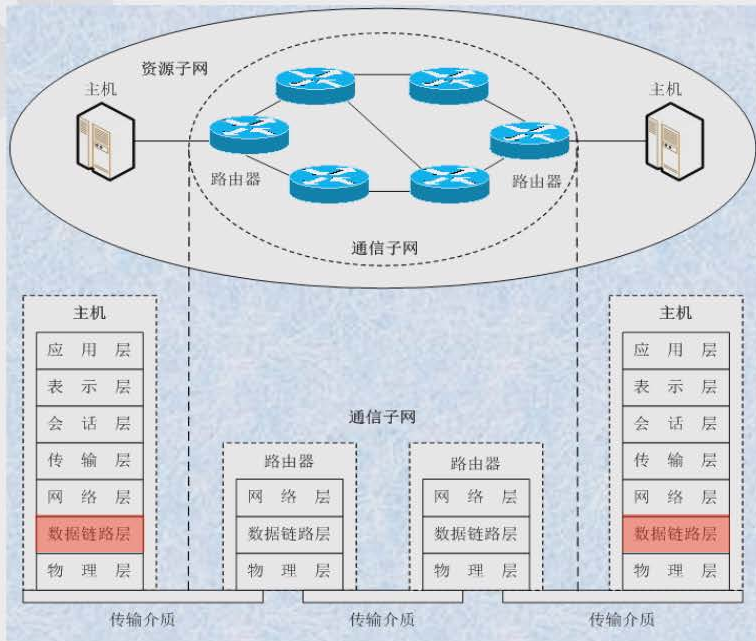 资源子网
主机
主机
路由器
路由器
通信子网
主机
应用层
表示层
会话层
传输层
网络层
数据链路层
物理层
通信子网
路由器
网络层
数据链路层
物理层
路由器
网络层
数据链路层
物理层
主机
应用层
表示层
会话层
传输层
网络层
数据链路层
物理层
传输介质
传输介质
传输介质